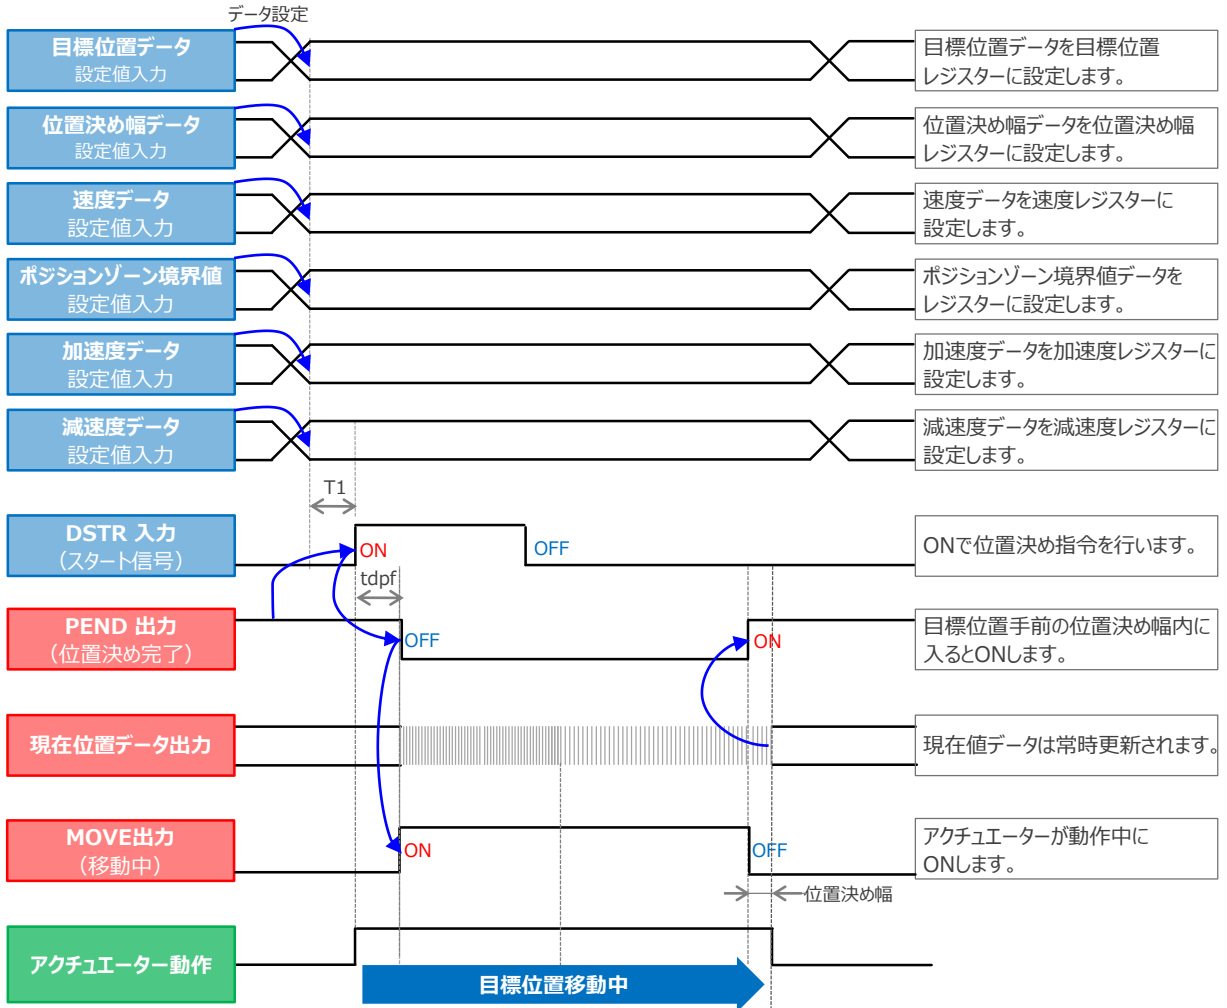 データ設定
目標位置データ
設定値入力
目標位置データを目標位置
レジスターに設定します。
位置決め幅データ
設定値入力
位置決め幅データを位置決め幅
レジスターに設定します。
速度データ
設定値入力
速度データを速度レジスターに
設定します。
ポジションゾーン境界値
設定値入力
ポジションゾーン境界値データを
レジスターに設定します。
加速度データ
設定値入力
加速度データを加速度レジスターに
設定します。
減速度データ
設定値入力
減速度データを減速度レジスターに
設定します。
T1
DSTR 入力
（スタート信号）
ON
OFF
ONで位置決め指令を行います。
tdpf
PEND 出力
（位置決め完了）
OFF
ON
目標位置手前の位置決め幅内に
入るとONします。
現在位置データ出力
現在値データは常時更新されます。
MOVE出力
（移動中）
ON
OFF
アクチュエーターが動作中に
ONします。
位置決め幅
アクチュエーター動作
目標位置移動中